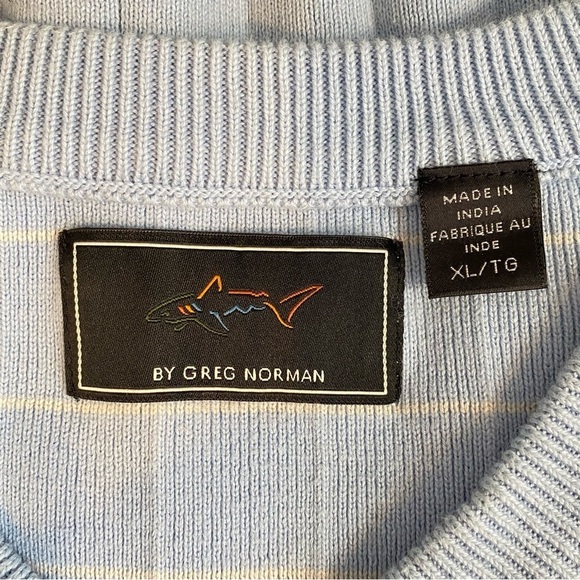 MADE IN
INDIA
FABRIQUE AU
INDE
XL/TG
BY GREG NORMAN